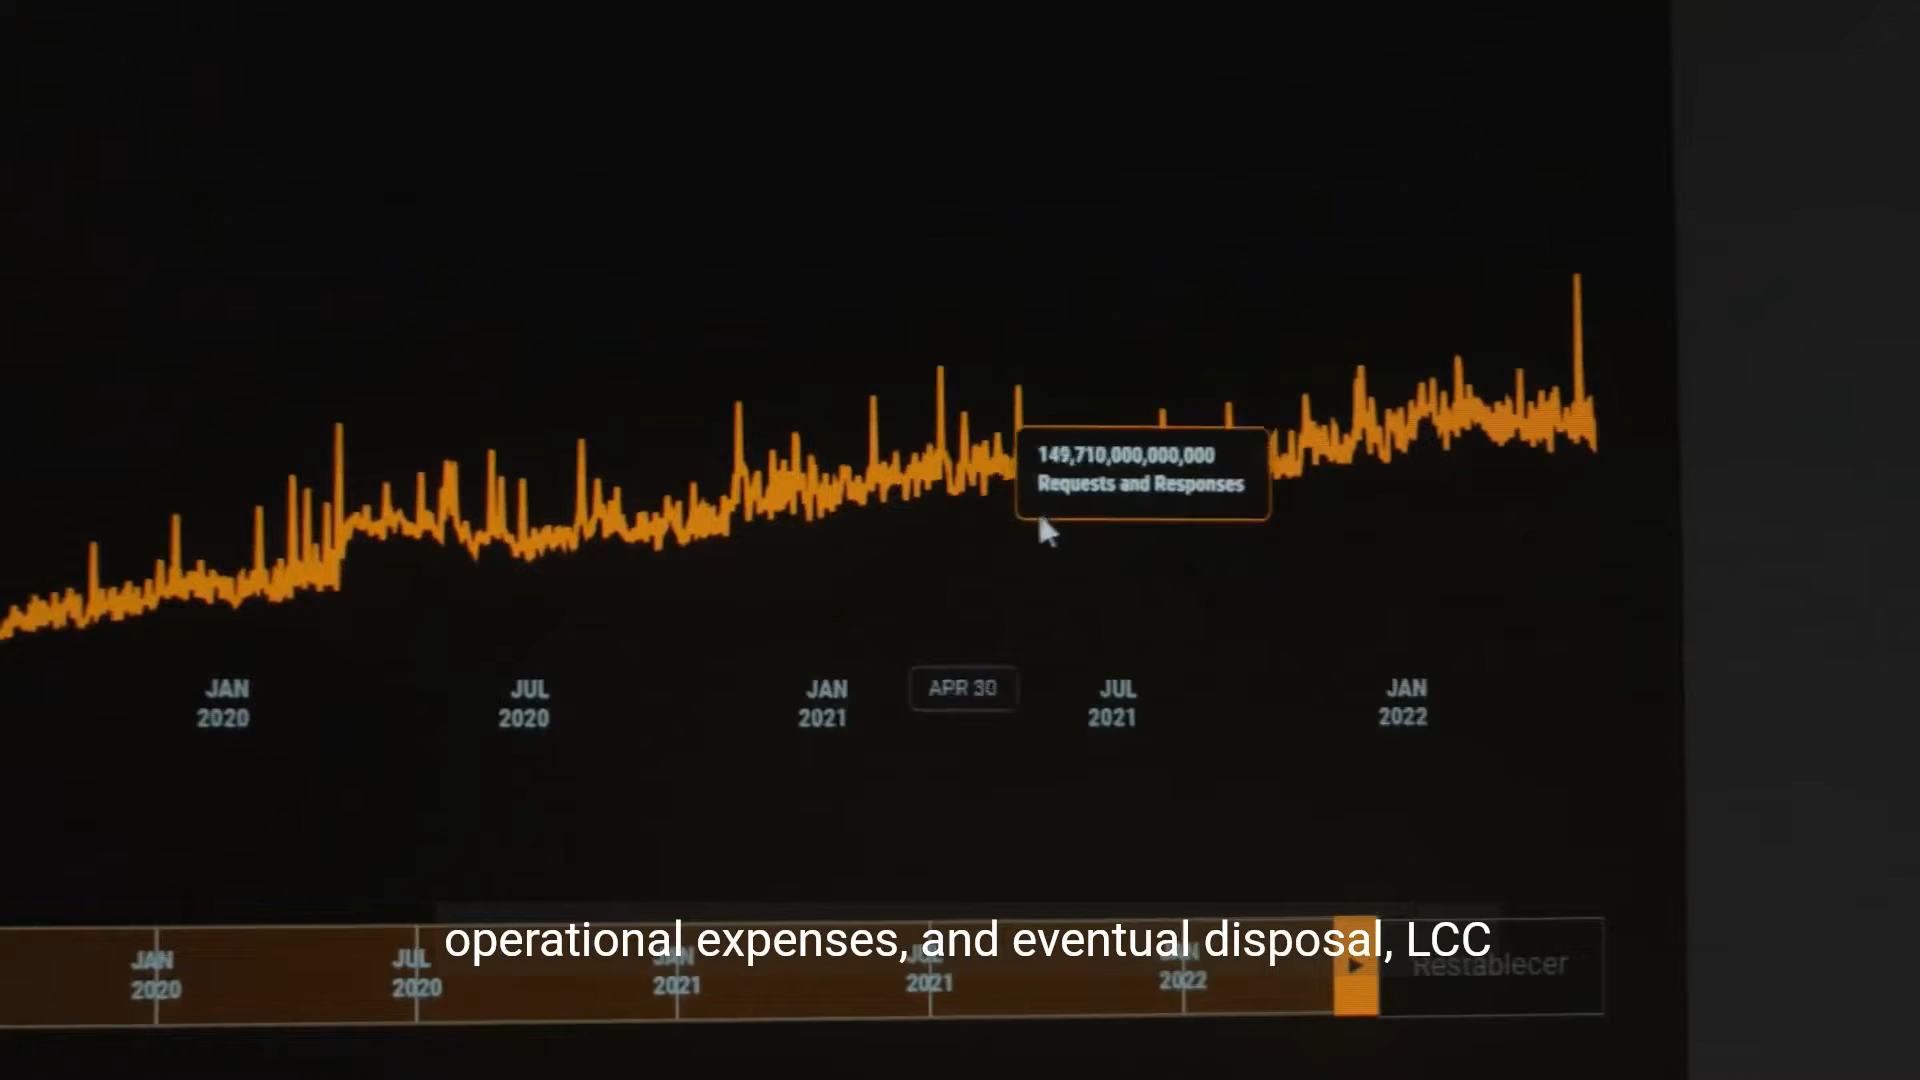 149,710,000,000,000
Requests and Responses
JAN
2020
JUL
2020
JAN
2021
APR 30
JUL
2021
JAN
2022
operational expenses, and eventual disposal, LCC
JAN
2020
JUL
2020
2021
2021
2022
Restablecer